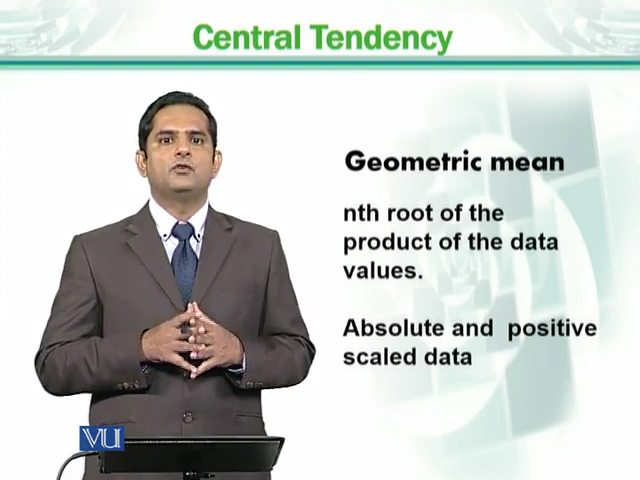 Central Tendency
Geometric mean
nth root of the
product of the data
values.
Absolute and positive
scaled data
VU